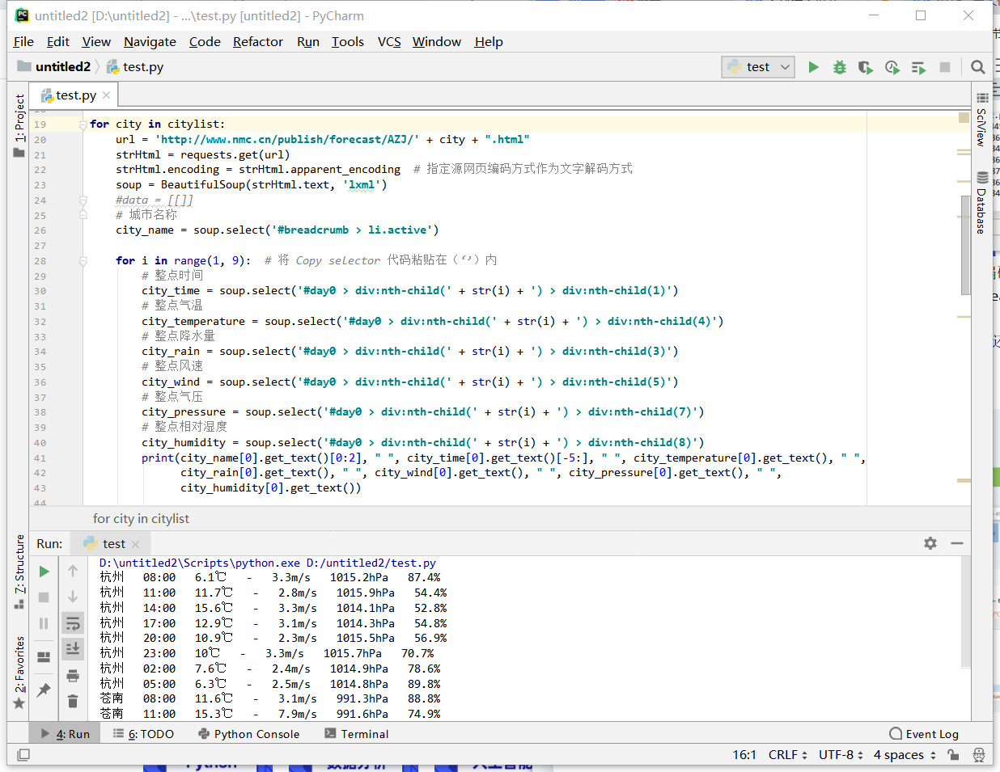 untitled2 [D:\untitled2] - ...\test.py [untitled2] - PyCharm
File Edit View Navigate Code Refactor Run Tools VCS Window Help
untitled2 test.py test
test.py
1: Project
SciView
Database
19 for city in citylist:
20 url = 'http://www.nmc.cn/publish/forecast/AZJ/' + city + ".html"
21 strHtml = requests.get(url)
22 strHtml.encoding = strHtml.apparent_encoding # 指定源网页编码方式作为文字解码方式
23 soup = BeautifulSoup(strHtml.text, 'lxml')
24 #data = [[]]
25 # 城市名称
26 city_name = soup.select('#breadcrumb > li.active')
27
28 for i in range(1, 9): # 将 Copy selector 代码粘贴在（‘’）内
29 # 整点时间
30 city_time = soup.select('#day0 > div:nth-child(' + str(i) + ') > div:nth-child(1)')
31 # 整点气温
32 city_temperature = soup.select('#day0 > div:nth-child(' + str(i) + ') > div:nth-child(4)')
33 # 整点降水量
34 city_rain = soup.select('#day0 > div:nth-child(' + str(i) + ') > div:nth-child(3)')
35 # 整点风速
36 city_wind = soup.select('#day0 > div:nth-child(' + str(i) + ') > div:nth-child(5)')
37 # 整点气压
38 city_pressure = soup.select('#day0 > div:nth-child(' + str(i) + ') > div:nth-child(7)')
39 # 整点相对湿度
40 city_humidity = soup.select('#day0 > div:nth-child(' + str(i) + ') > div:nth-child(8)')
41 print(city_name[0].get_text()[0:2], " ", city_time[0].get_text()[-5:], " ", city_temperature[0].get_text(), " ",
42 city_rain[0].get_text(), " ", city_wind[0].get_text(), " ", city_pressure[0].get_text(), " ",
43 city_humidity[0].get_text())
44
for city in citylist
Run: test
Z: Structure
2: Favorites
D:\untitled2\Scripts\python.exe D:/untitled2/test.py
杭州 08:00 6.1℃ - 3.3m/s 1015.2hPa 87.4%
杭州 11:00 11.7℃ - 2.8m/s 1015.9hPa 54.4%
杭州 14:00 15.6℃ - 3.3m/s 1014.1hPa 52.8%
杭州 17:00 12.9℃ - 3.1m/s 1014.3hPa 54.8%
杭州 20:00 10.9℃ - 2.3m/s 1015.5hPa 56.9%
杭州 23:00 10℃ - 3.3m/s 1015.7hPa 70.7%
杭州 02:00 7.6℃ - 2.4m/s 1014.9hPa 78.6%
杭州 05:00 6.3℃ - 2.5m/s 1014.8hPa 89.8%
苍南 08:00 11.6℃ - 3.1m/s 991.3hPa 88.8%
苍南 11:00 15.3℃ - 7.9m/s 991.6hPa 74.9%
4: Run 6: TODO Python Console Terminal Event Log
16:1 CRLF UTF-8 4 spaces